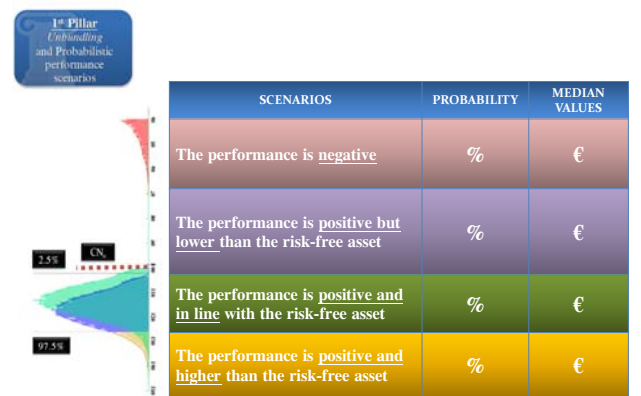 1st Pillar
Unbundling
and Probabilistic
performance
scenarios
SCENARIOS
PROBABILITY
MEDIAN
VALUES
The performance is negative
%
€
The performance is positive but
lower than the risk-free asset
%
€
The performance is positive and
in line with the risk-free asset
%
€
The performance is positive and
higher than the risk-free asset
%
€
2.5%
97.5%